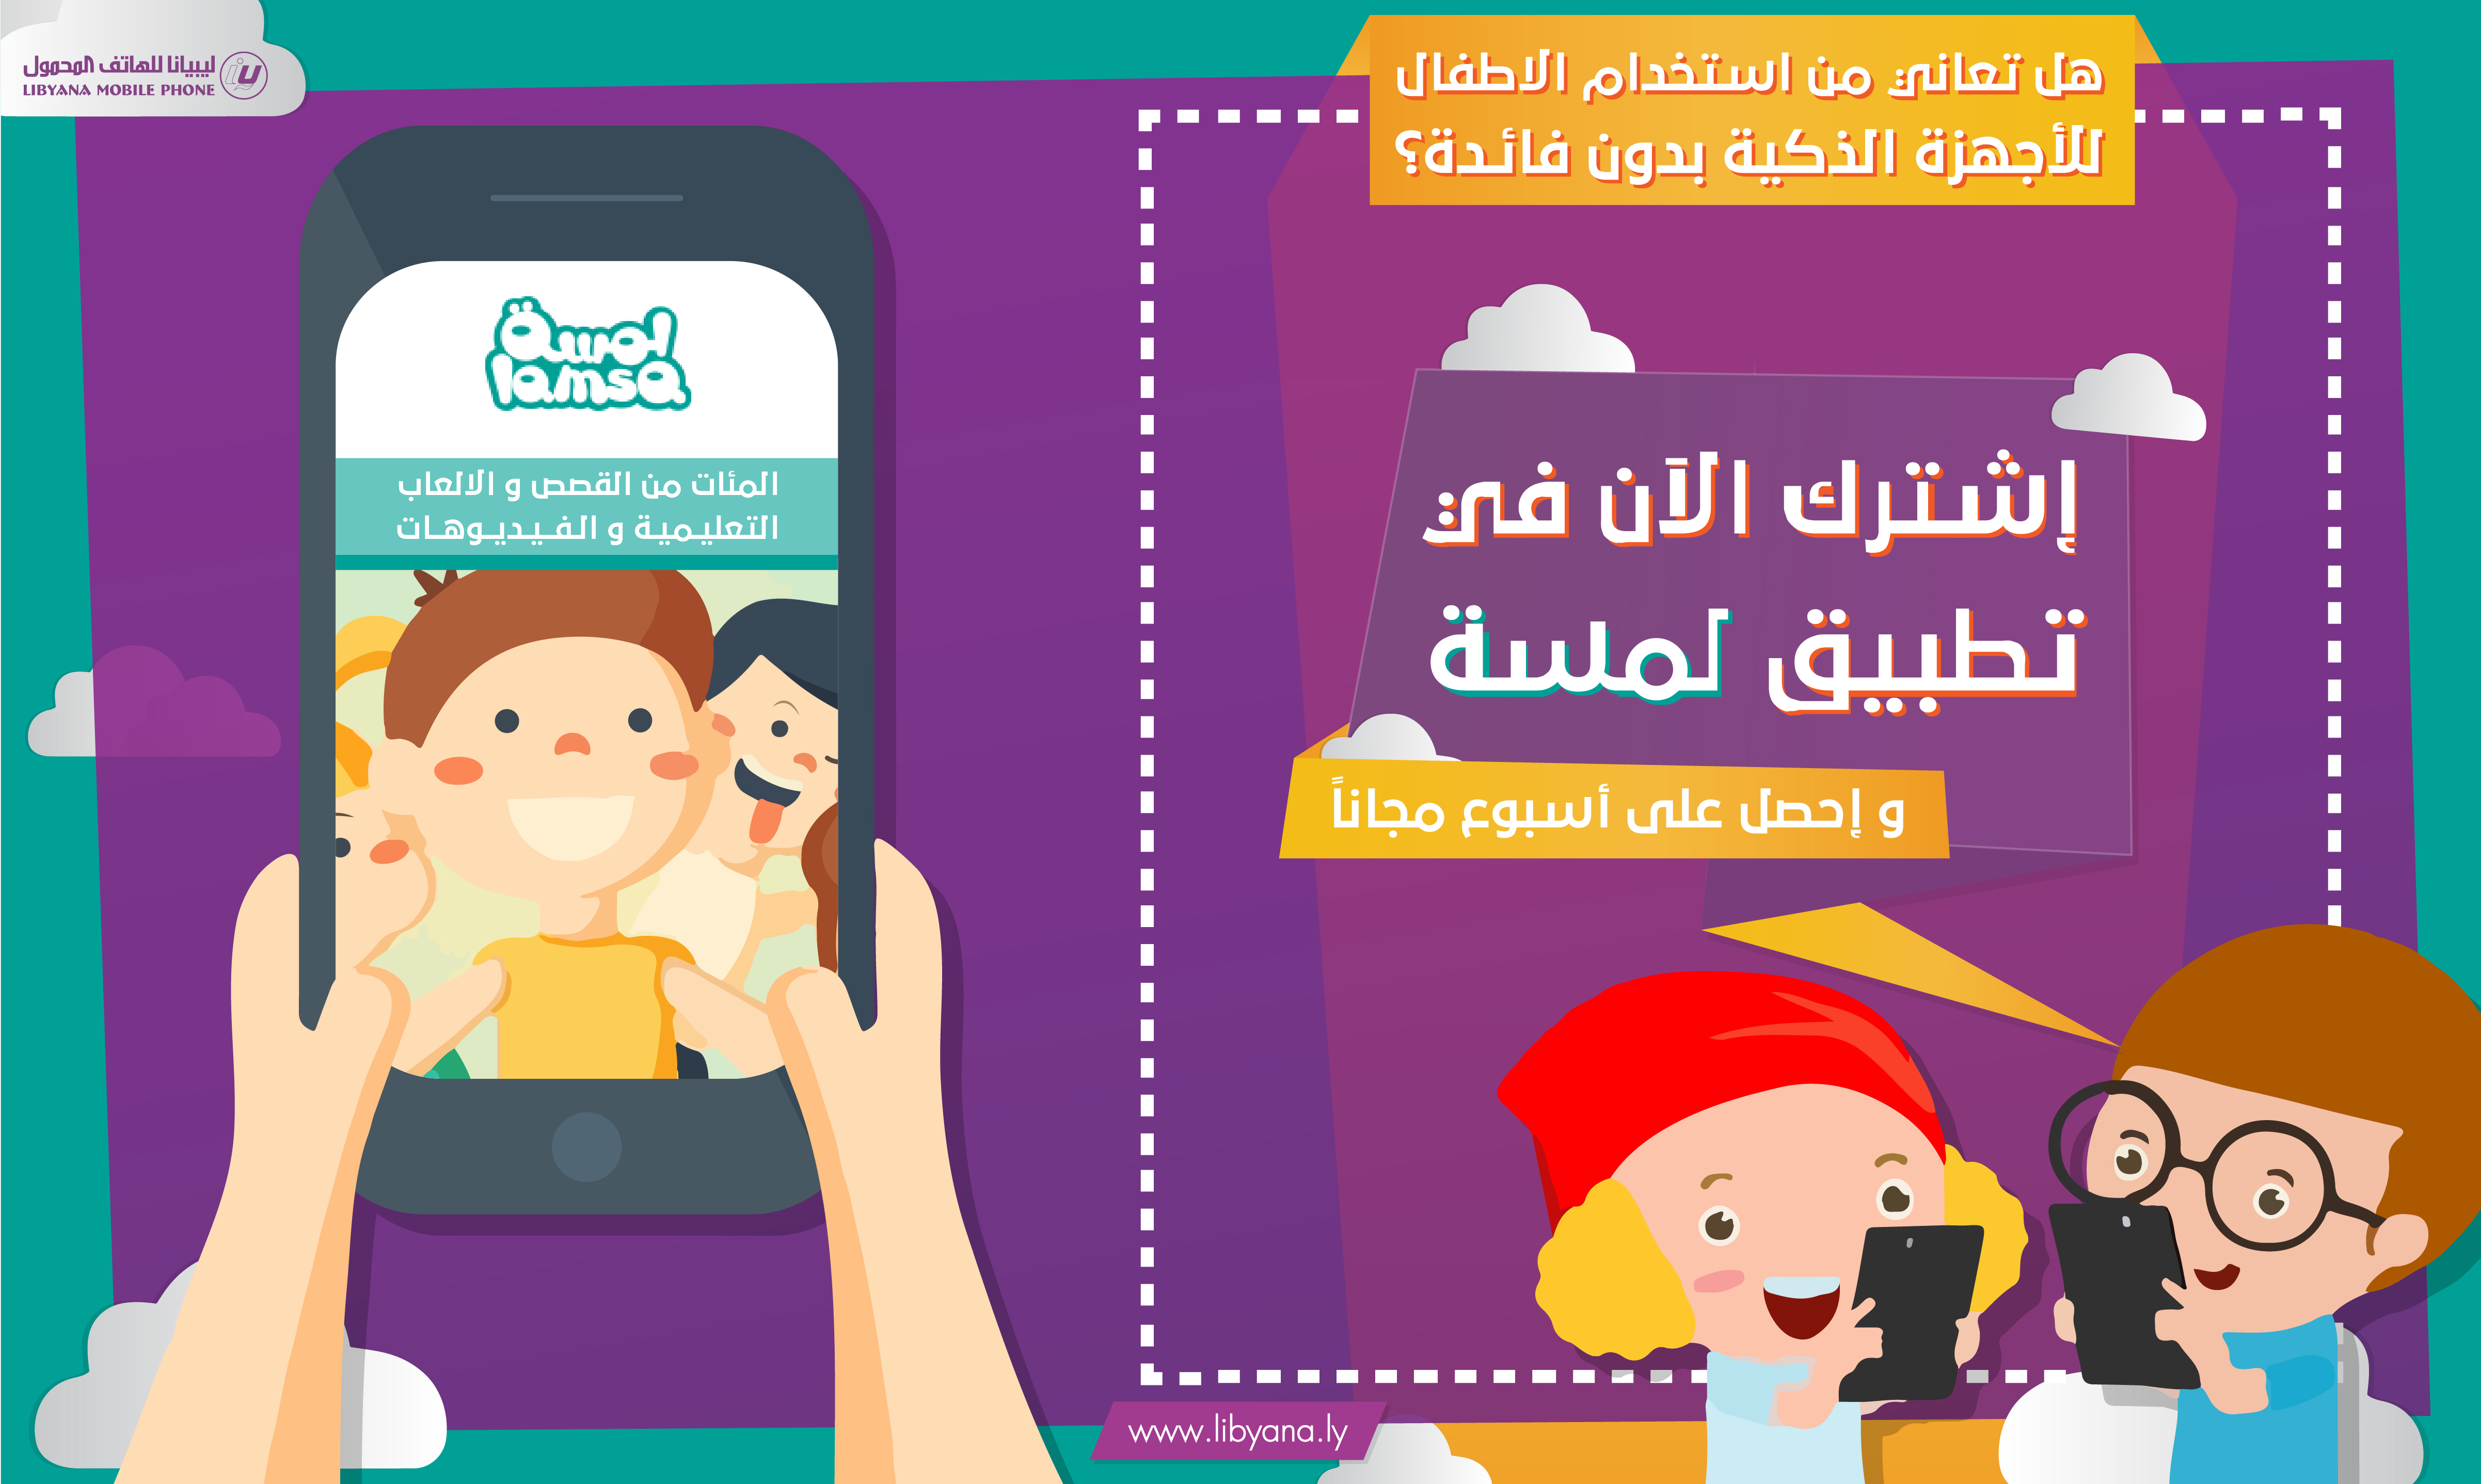 هل تعاني من استخدام الاطفال
للأجهزة الذكية بدون فائدة؟
إشترك الآن في
تطبيق لمسة
و إحصل على أسبوع مجاناً
ليبيانا للهاتف المحمول
LIBYANA MOBILE PHONE
لمسة
lamsa
المئات من القصص و الالعاب
التعليمية و الفيديوهات
www.libyana.ly